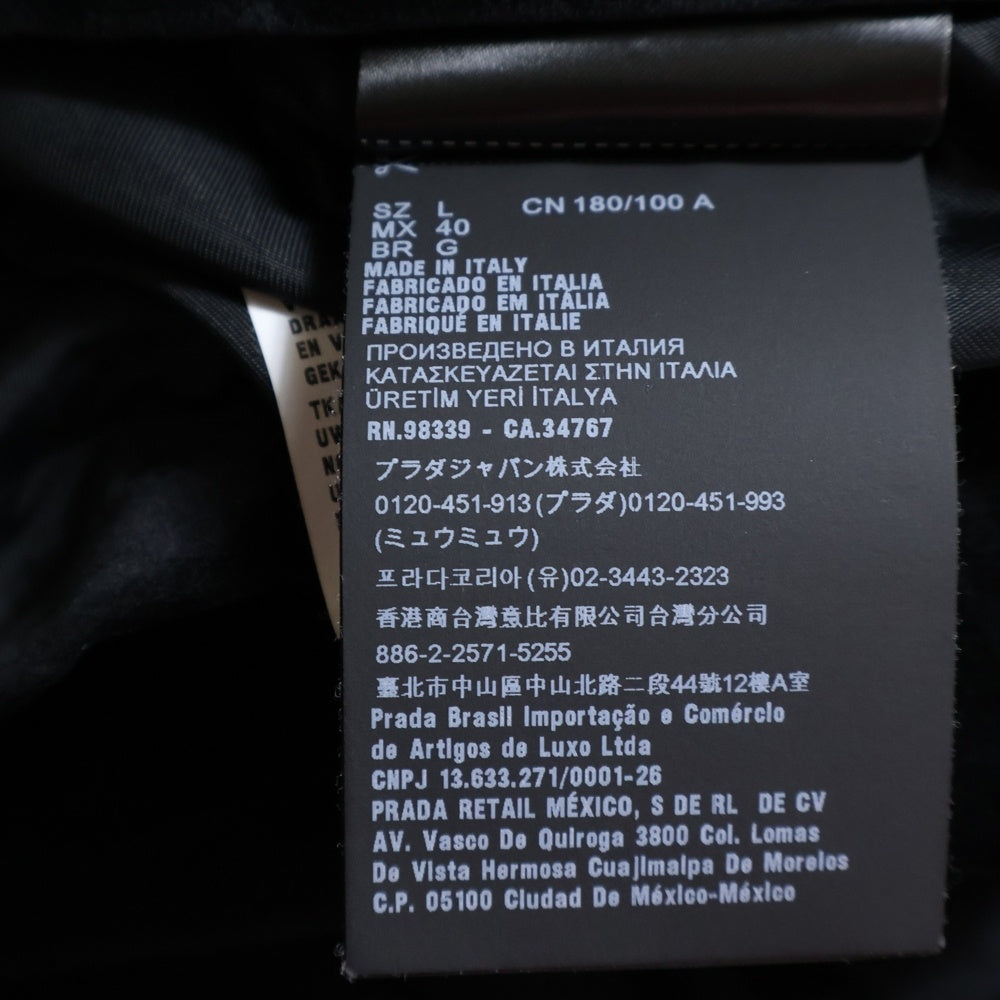 SZ L CN 180/100 A
MX 40
BR G
MADE IN ITALY
FABRICADO EN ITALIA
FABRICADO EM ITÁLIA
FABRIQUÉ EN ITALIE
ПРОИЗВЕДЕНО В ИТАЛИЯ
ΚΑΤΑΣΚΕΥΑΖΕΤΑΙ ΣΤΗΝ ΙΤΑΛΙΑ
ÜRETİM YERİ İTALYA
RN.98339 - CA.34767
プラダジャパン株式会社
0120-451-913(プラダ)0120-451-993
(ミュウミュウ)
프라다코리아(유)02-3443-2323
香港商台灣意比有限公司台灣分公司
886-2-2571-5255
臺北市中山區中山北路二段44號12樓A室
Prada Brasil Importação e Comércio
de Artigos de Luxo Ltda
CNPJ 13.633.271/0001-26
PRADA RETAIL MÉXICO, S DE RL DE CV
AV. Vasco De Quiroga 3800 Col. Lomas
De Vista Hermosa Cuajimalpa De Morelos
C.P. 05100 Ciudad De México-México
EN